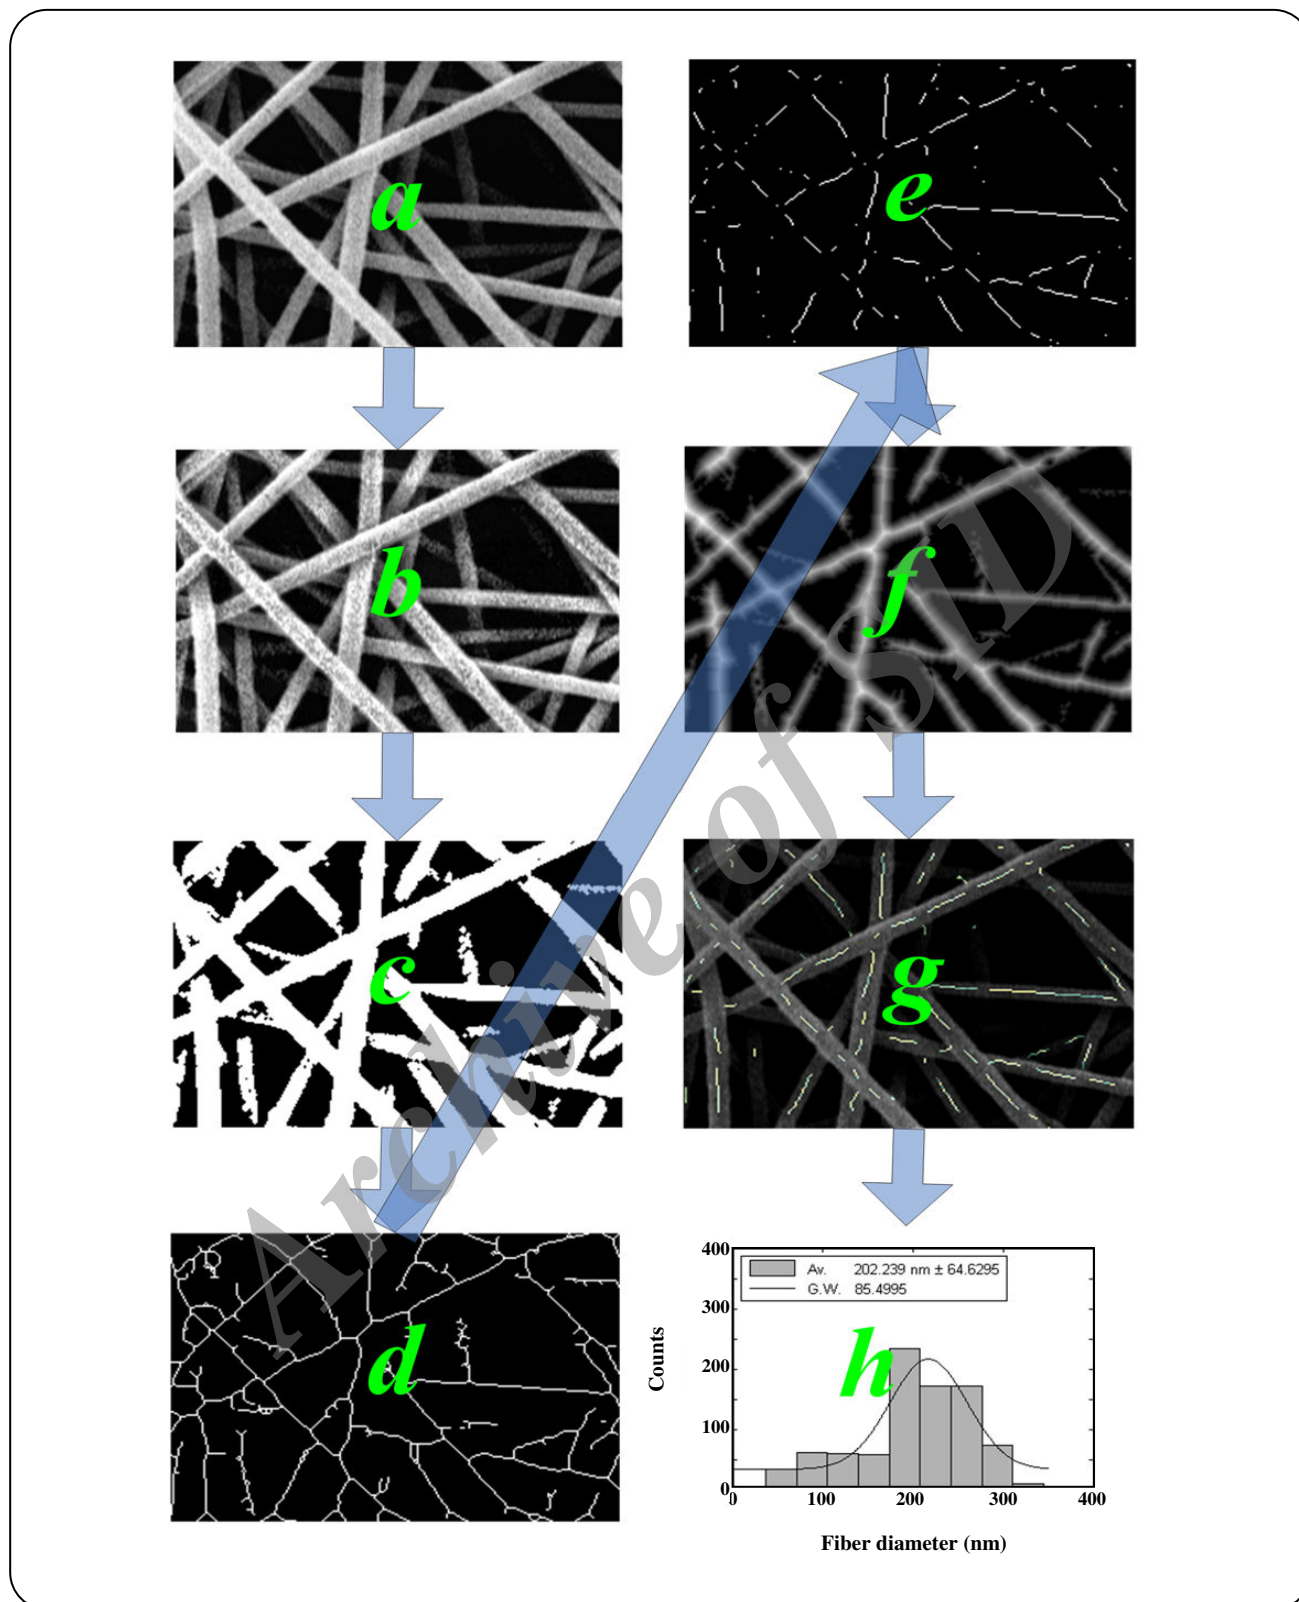 a
e
b
f
c
g
d
h
Archive of SID
400
300
200
100
0
Counts
Av. 202.239 nm ± 64.6295
G.W. 85.4995
0 100 200 300 400
Fiber diameter (nm)